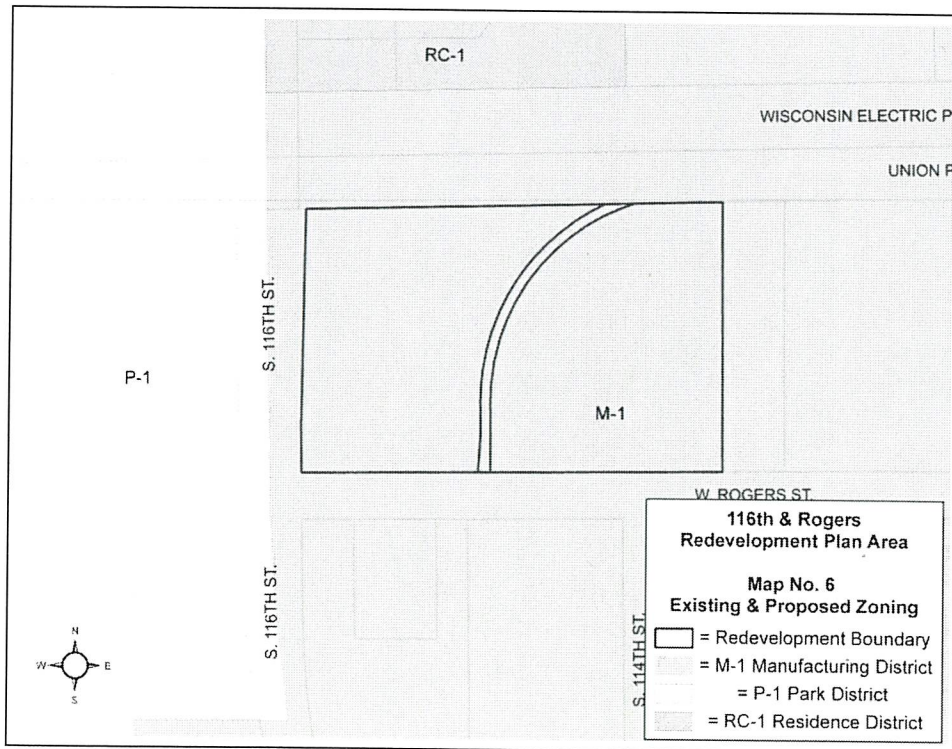 RC-1
WISCONSIN ELECTRIC P
UNION P
S. 116TH ST.
P-1
M-1
W. ROGERS ST.
S. 116TH ST.
S. 114TH ST.
N
W E
S
116th & Rogers
Redevelopment Plan Area
Map No. 6
Existing & Proposed Zoning
= Redevelopment Boundary
= M-1 Manufacturing District
= P-1 Park District
= RC-1 Residence District